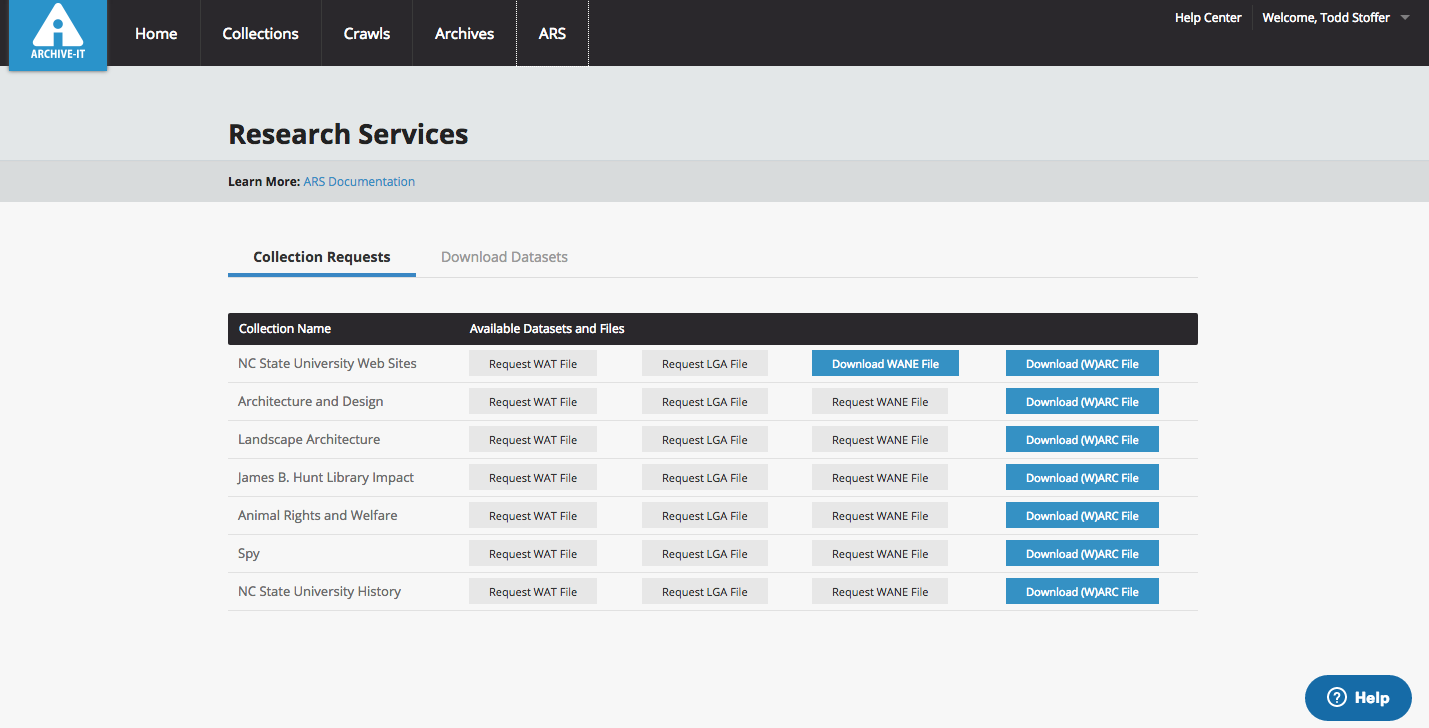 ARCHIVE-IT
Home Collections Crawls Archives ARS
Help Center Welcome, Todd Stoffer
Research Services
Learn More: ARS Documentation
Collection Requests Download Datasets
Collection Name Available Datasets and Files
NC State University Web Sites Request WAT File Request LGA File Download WANE File Download (W)ARC File
Architecture and Design Request WAT File Request LGA File Request WANE File Download (W)ARC File
Landscape Architecture Request WAT File Request LGA File Request WANE File Download (W)ARC File
James B. Hunt Library Impact Request WAT File Request LGA File Request WANE File Download (W)ARC File
Animal Rights and Welfare Request WAT File Request LGA File Request WANE File Download (W)ARC File
Spy Request WAT File Request LGA File Request WANE File Download (W)ARC File
NC State University History Request WAT File Request LGA File Request WANE File Download (W)ARC File
? Help